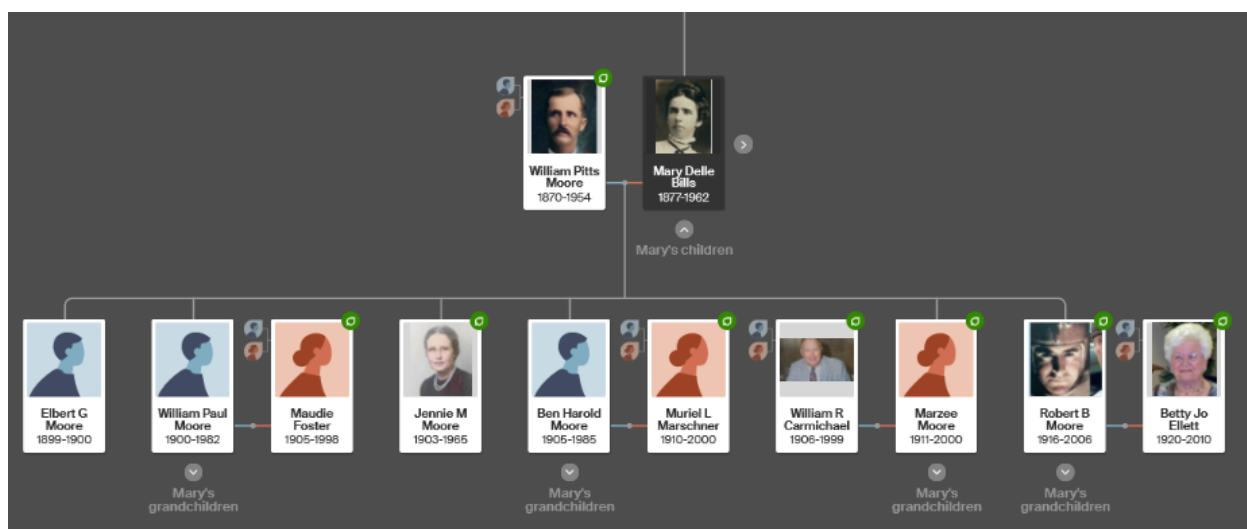 William Pitts
Moore
1870-1954
Mary Delle
Bills
1877-1962
Mary's children
Elbert G
Moore
1899-1900
William Paul
Moore
1900-1982
Maudie
Foster
1905-1998
Jennie M
Moore
1903-1965
Ben Harold
Moore
1905-1985
Muriel L
Marschner
1910-2000
William R
Carmichael
1906-1999
Marzee
Moore
1911-2000
Robert B
Moore
1916-2006
Betty Jo
Ellett
1920-2010
Mary's
grandchildren
Mary's
grandchildren
Mary's
grandchildren
Mary's
grandchildren